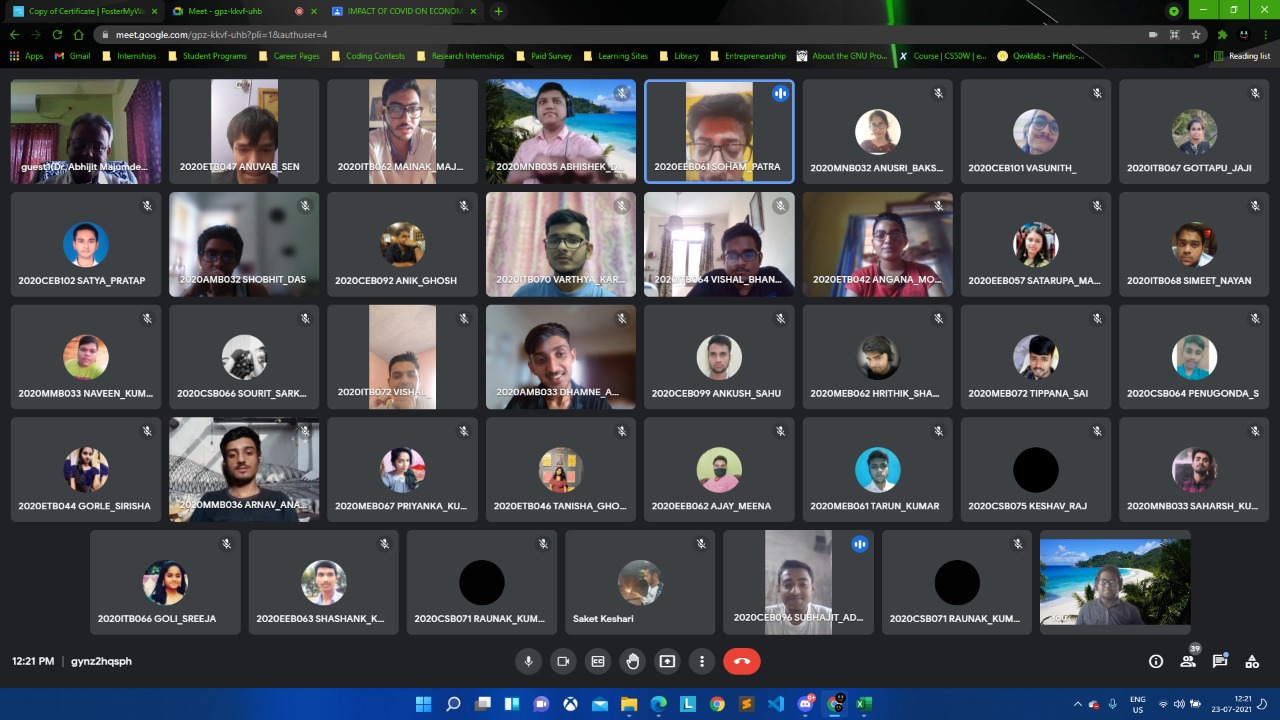 Copy of Certificate | PosterMyWa
Meet - gpz-kkvf-uhb
IMPACT OF COVID ON ECONOM
meet.google.com/gpz-kkvf-uhb?pli=1&authuser=4
Apps Gmail Internships Student Programs Career Pages Coding Contests Research Internships Paid Survey Learning Sites Library Entrepreneurship About the GNU Pro... Course | CS50W | e... Qwiklabs - Hands-... » Reading list
2020ETB047 ANUVAB_SEN
2020ITB062 MAINAK_MAJ...
2020MNB035 ABHISHEK_
2020EEB061 SOHAM_PATRA
2020MNB032 ANUSRI_BAKS...
2020CEB101 VASUNITH_
2020ITB067 GOTTAPU_JAJI
2020CEB102 SATYA_PRATAP
2020AMB032 SHOBHIT_DAS
2020CEB092 ANIK_GHOSH
2020ITB070 VARTHYA_KAR...
2020ITB064 VISHAL_BHAN...
2020ETB042 ANGANA_MO...
2020EEB057 SATARUPA_MA...
2020ITB068 SIMEET_NAYAN
2020MMB033 NAVEEN_KUM...
2020CSB066 SOURIT_SARK...
2020ITB072 VISHAL_
2020AMB033 DHAMNE_A...
2020CEB099 ANKUSH_SAHU
2020MEB062 HRITHIK_SHA...
2020MEB072 TIPPANA_SAI
2020CSB064 PENUGONDA_S
2020ETB044 GORLE_SIRISHA
2020MMB036 ARNAV_ANA...
2020MEB067 PRIYANKA_KU...
2020ETB046 TANISHA_GHO...
2020EEB062 AJAY_MEENA
2020MEB061 TARUN_KUMAR
2020CSB075 KESHAV_RAJ
2020MNB033 SAHARSH_KU...
2020ITB066 GOLI_SREEJA
2020EEB063 SHASHANK_K...
2020CSB071 RAUNAK_KUM...
Saket Keshari
2020CEB096 SUBHAJIT_AD...
2020CSB071 RAUNAK_KUM...
You
12:21 PM | gynz2hqsph
39
ENG
US
12:21
23-07-2021